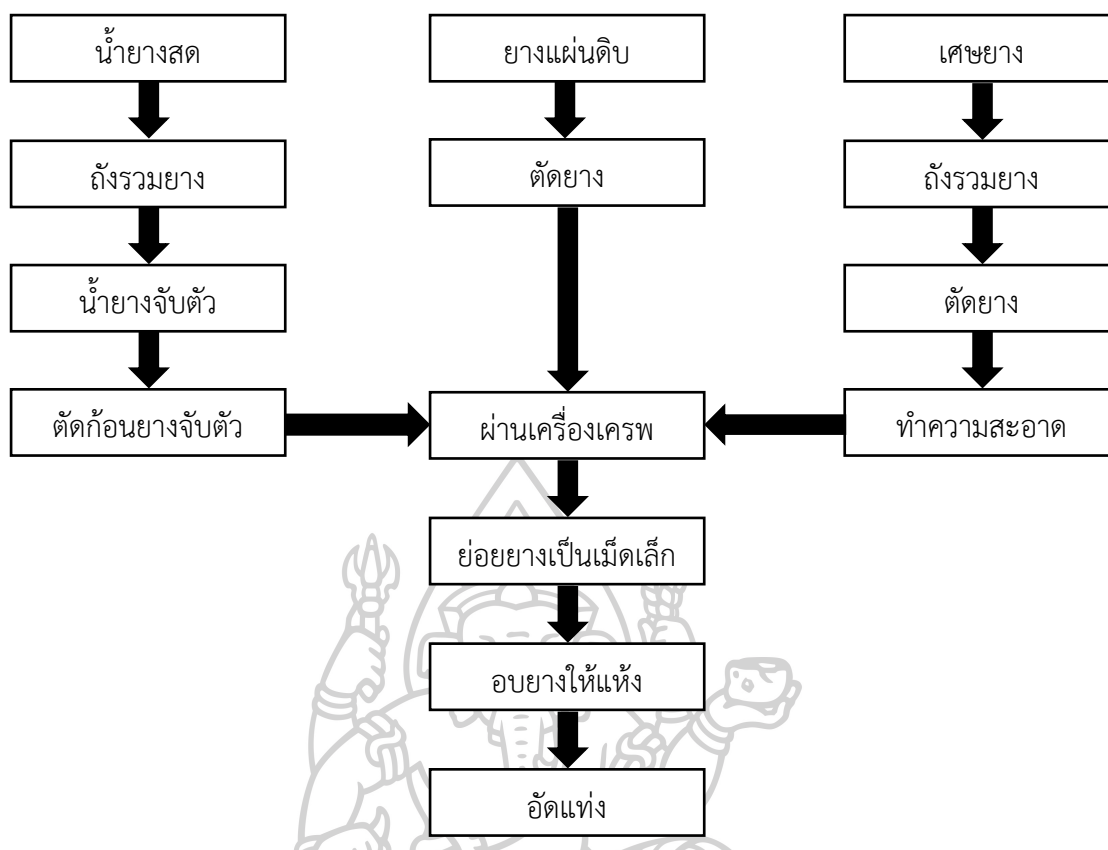 น้ำยางสด
ยางแผ่นดิบ
เศษยาง
ถังรวมยาง
ตัดยาง
ถังรวมยาง
น้ำยางจับตัว
ตัดยาง
ตัดก้อนยางจับตัว
ผ่านเครื่องเครพ
ทำความสะอาด
ย่อยยางเป็นเม็ดเล็ก
อบยางให้แห้ง
อัดแท่ง